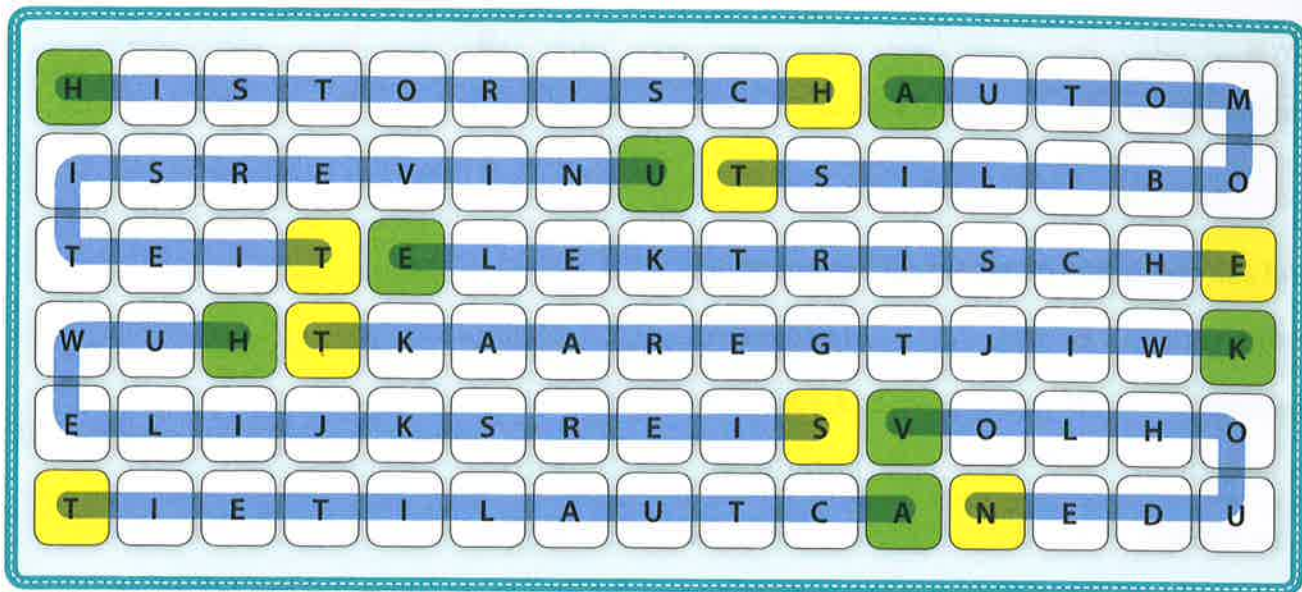 H I S T O R I S C H A U T O M
I S R E V I N U T S I L I B O
T E I T E L E K T R I S C H E
W U H T K A A R E G T J I W K
E L I J K S R E I S V O L H O
T I E T I L A U T C A N E D U